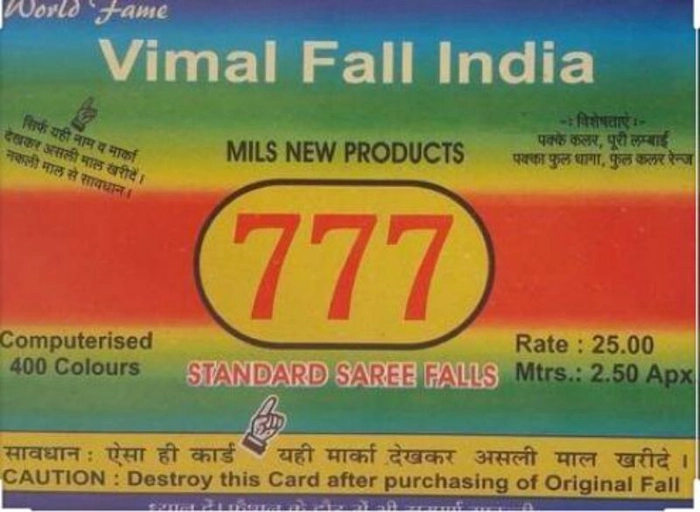 World Fame
Vimal Fall India
सिर्फ यही नाम व मार्का
देखकर असली माल खरीदें।
नकली माल से सावधान।
-: विशेषताएं :-
पक्के कलर, पूरी लम्बाई
पक्का फुल धागा, फुल कलर रेन्ज
MILS NEW PRODUCTS
777
Computerised
400 Colours
STANDARD SAREE FALLS
Rate : 25.00
Mtrs.: 2.50 Apx
सावधान : ऐसा ही कार्ड यही मार्का देखकर असली माल खरीदे ।
CAUTION : Destroy this Card after purchasing of Original Fall